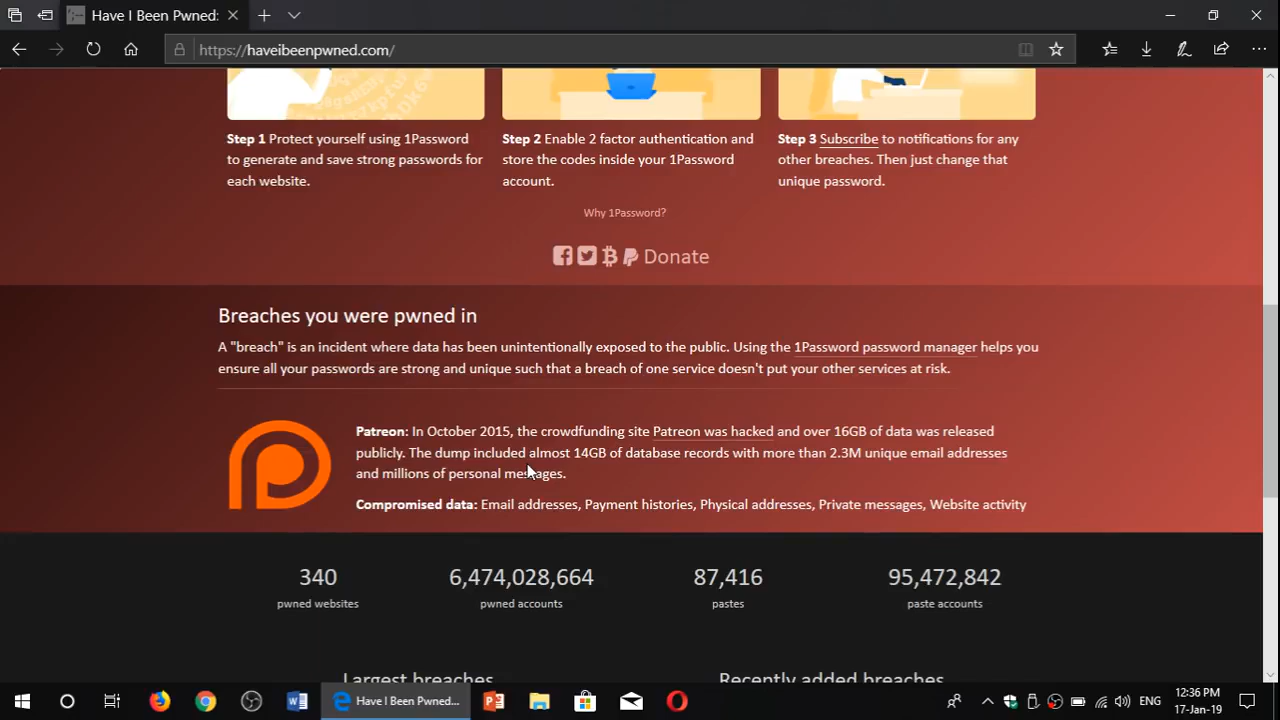 Have I Been Pwned:
https://haveibeenpwned.com/
Step 1 Protect yourself using 1Password
to generate and save strong passwords for
each website.
Step 2 Enable 2 factor authentication and
store the codes inside your 1Password
account.
Step 3 Subscribe to notifications for any
other breaches. Then just change that
unique password.
Why 1Password?
Donate
Breaches you were pwned in
A "breach" is an incident where data has been unintentionally exposed to the public. Using the 1Password password manager helps you
ensure all your passwords are strong and unique such that a breach of one service doesn't put your other services at risk.
Patreon: In October 2015, the crowdfunding site Patreon was hacked and over 16GB of data was released
publicly. The dump included almost 14GB of database records with more than 2.3M unique email addresses
and millions of personal messages.
Compromised data: Email addresses, Payment histories, Physical addresses, Private messages, Website activity
340 6,474,028,664 87,416 95,472,842
pwned websites pwned accounts pastes paste accounts
Largest breaches Recently added breaches
Have I Been Pwned... ENG 12:36 PM
17-Jan-19